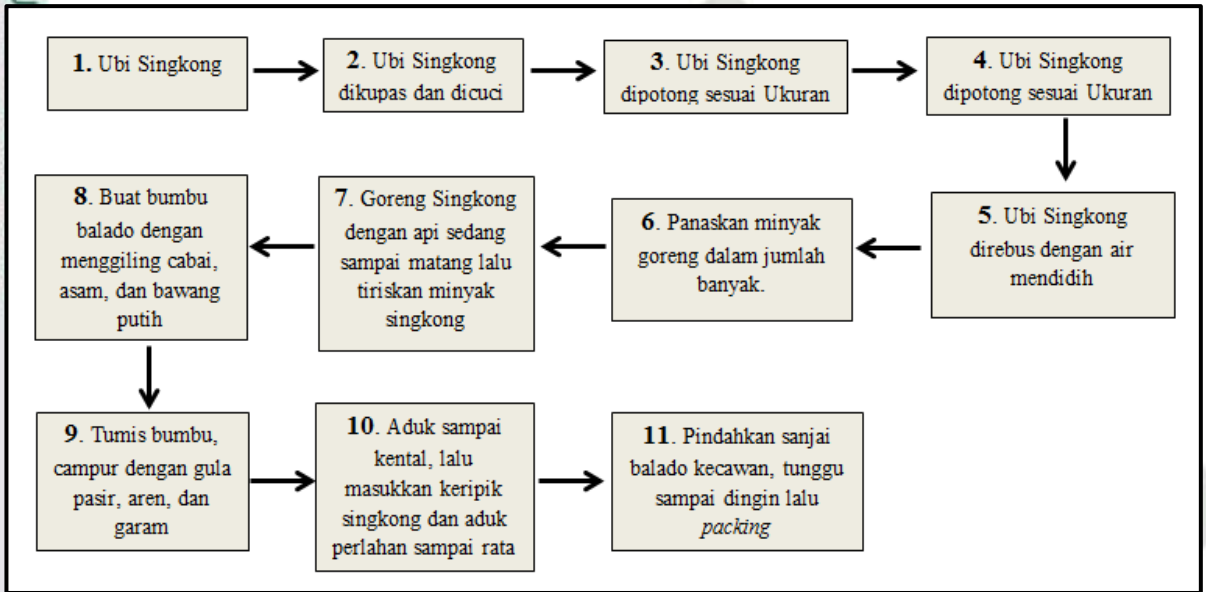 1. Ubi Singkong
2. Ubi Singkong
dikupas dan dicuci
3. Ubi Singkong
dipotong sesuai Ukuran
4. Ubi Singkong
dipotong sesuai Ukuran
5. Ubi Singkong
direbus dengan air
mendidih
6. Panaskan minyak
goreng dalam jumlah
banyak.
7. Goreng Singkong
dengan api sedang
sampai matang lalu
tiriskan minyak
singkong
8. Buat bumbu
balado dengan
menggiling cabai,
asam, dan bawang
putih
9. Tumis bumbu,
campur dengan gula
pasir, aren, dan
garam
10. Aduk sampai
kental, lalu
masukkan keripik
singkong dan aduk
perlahan sampai rata
11. Pindahkan sanjai
balado kecawan, tunggu
sampai dingin lalu
packing